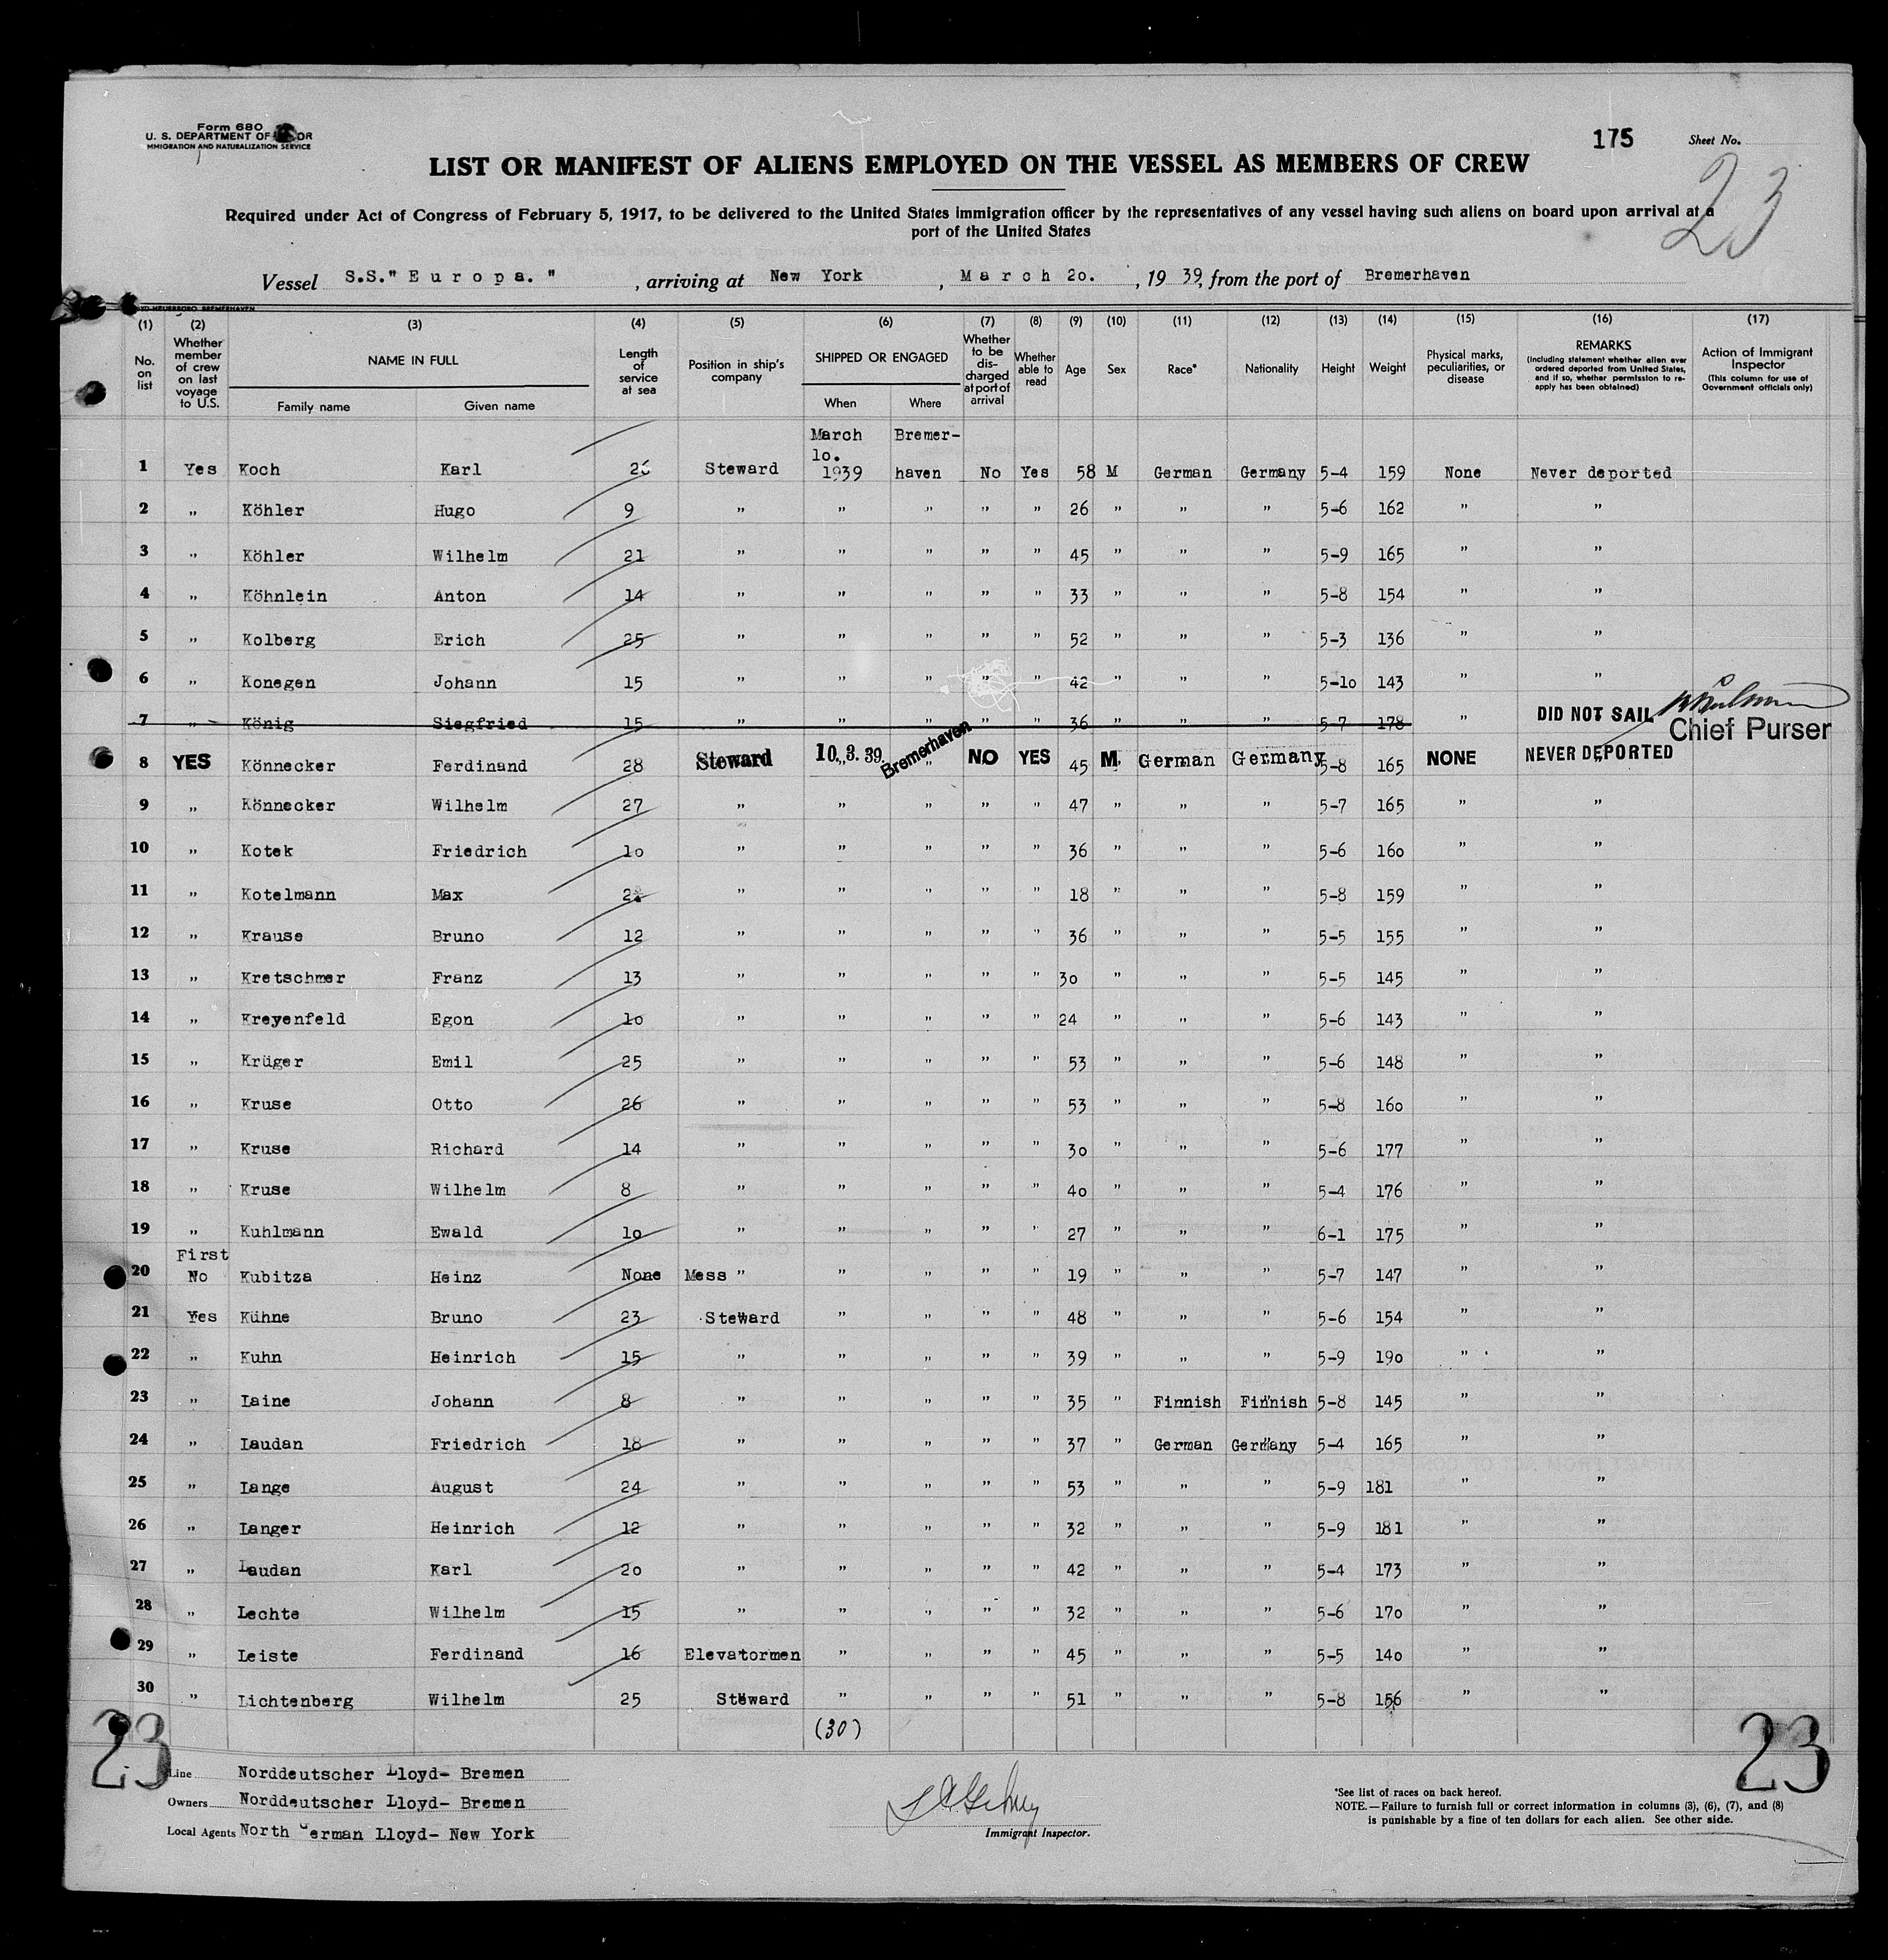 Form 680
U. S. DEPARTMENT OF
MMIGRATION AND NATURALIZATION SERVICE
175
Sheet No.
23
LIST OR MANIFEST OF ALIENS EMPLOYED ON THE VESSEL AS MEMBERS OF CREW
Required under Act of Congress of February 5, 1917, to be delivered to the United States immigration officer by the representatives of any vessel having such aliens on board upon arrival at a
port of the United States
Vessel S.S." E u r o p a. " , arriving at New York , M a r c h 2o. , 19 39, from the port of Bremerhaven
(1) (2) (3) (4) (5) (6) (7) (8) (9) (10) (11) (12) (13) (14) (15) (16) (17)
No. on list
Whether member of crew on last voyage to U.S.
NAME IN FULL
Family name Given name
Length of service at sea
Position in ship's company
SHIPPED OR ENGAGED
When Where
Whether to be discharged at port of arrival
Whether able to read
Age Sex Race* Nationality Height Weight
Physical marks, peculiarities, or disease
REMARKS
(Including statement whether alien ever ordered deported from United States, and if so, whether permission to reapply has been obtained)
Action of Immigrant Inspector
(This column for use of Government officials only)
March Bremer-
1o.
1 Yes Koch Karl Steward 1939 haven No Yes 58 M German Germany 5-4 159 None Never deported
2 " Köhler Hugo 9 " " " " " 26 " " " 5-6 162 " "
3 " Köhler Wilhelm 21 " " " " " 45 " " " 5-9 165 " "
4 " Köhnlein Anton 14 " " " " " 33 " " " 5-8 154 " "
5 " Kolberg Erich 25 " " " " " 52 " " " 5-3 136 " "
6 " Konegen Johann 15 " " " " " 42 " " " 5-1o 143 " "
7 " König Siegfried 15 " " " " " 36 " " " 5-7 178 " DID NOT SAIL
Chief Purser
8 YES Könnecker Ferdinand 28 Steward 10.3.39. Bremerhaven NO YES 45 M. German Germany 5-8 165 NONE NEVER DEPORTED
9 " Könnecker Wilhelm 27 " " " " " 47 " " " 5-7 165 " "
10 " Kotek Friedrich 1o " " " " " 36 " " " 5-6 16o " "
11 " Kotelmann Max " " " " " 18 " " " 5-8 159 " "
12 " Krause Bruno 12 " " " " " 36 " " " 5-5 155 " "
13 " Kretschmer Franz 13 " " " " " 3o " " " 5-5 145 " "
14 " Kreyenfeld Egon 1o " " " " " 24 " " " 5-6 143 " "
15 " Krüger Emil 25 " " " " " 53 " " " 5-6 148 " "
16 " Kruse Otto 26 " " " " " 53 " " " 5-8 16o " "
17 " Kruse Richard 14 " " " " " 3o " " " 5-6 177 " "
18 " Kruse Wilhelm 8 " " " " " 4o " " " 5-4 176 " "
19 " Kuhlmann Ewald 1o " " " " " 27 " " " 6-1 175 " "
First
20 No Kubitza Heinz None Mess " " " " " 19 " " " 5-7 147 " "
21 Yes Kühne Bruno 23 Steward " " " " 48 " " " 5-6 154 " "
22 " Kuhn Heinrich 15 " " " " " 39 " " " 5-9 19o " "
23 " Laine Johann 8 " " " " " 35 " Finnish Finnish 5-8 145 " "
24 " Laudan Friedrich 18 " " " " " 37 " German Germany 5-4 165 " "
25 " Lange August 24 " " " " " 53 " " " 5-9 181 " "
26 " Langer Heinrich 12 " " " " " 32 " " " 5-9 181 " "
27 " Laudan Karl 2o " " " " " 42 " " " 5-4 173 " "
28 " Lechte Wilhelm 15 " " " " " 32 " " " 5-6 17o " "
29 " Leiste Ferdinand 16 Elevatormen " " " " 45 " " " 5-5 14o " "
30 " Lichtenberg Wilhelm 25 Steward " " " " 51 " " " 5-8 156 " "
(30)
23
23
Line Norddeutscher Lloyd- Bremen
Owners Norddeutscher Lloyd- Bremen
Local Agents North German Lloyd- New York
Immigrant Inspector.
*See list of races on back hereof.
NOTE.—Failure to furnish full or correct information in columns (3), (6), (7), and (8)
is punishable by a fine of ten dollars for each alien. See other side.